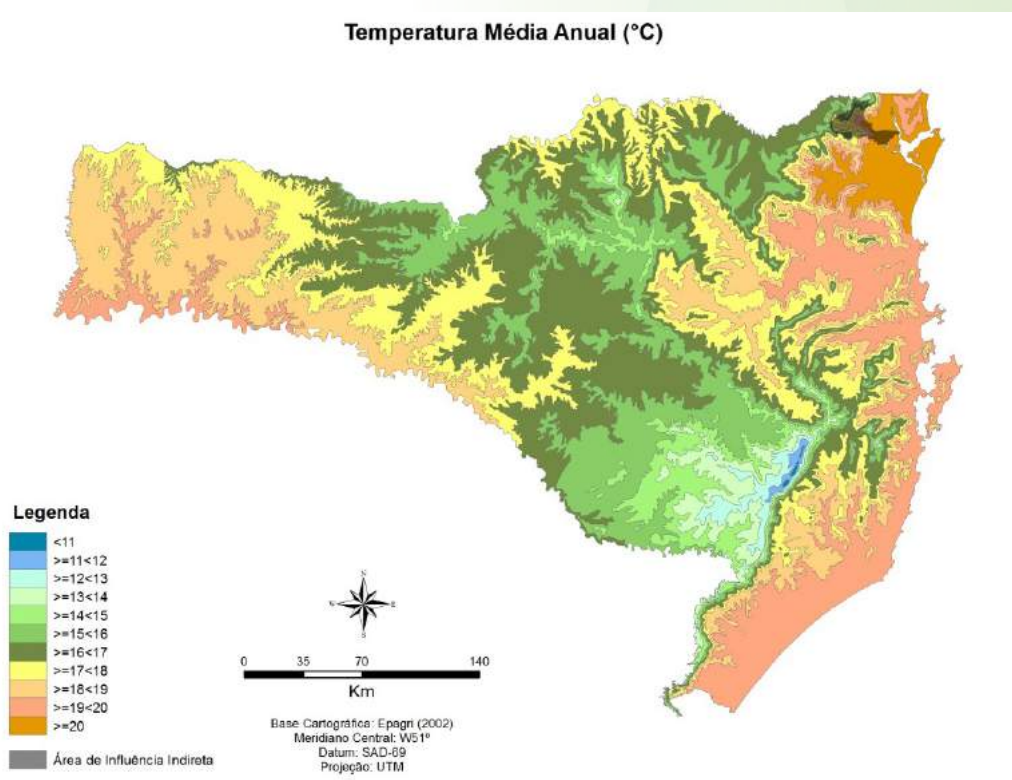 Temperatura Média Anual (°C)
Legenda
<11
>=11<12
>=12<13
>=13<14
>=14<15
>=15<16
>=16<17
>=17<18
>=18<19
>=19<20
>=20
Área de Influência Indireta
N
W E
S
0 35 70 140
Km
Base Cartográfica: Epagri (2002)
Meridiano Central: W51º
Datum: SAD-69
Projeção: UTM